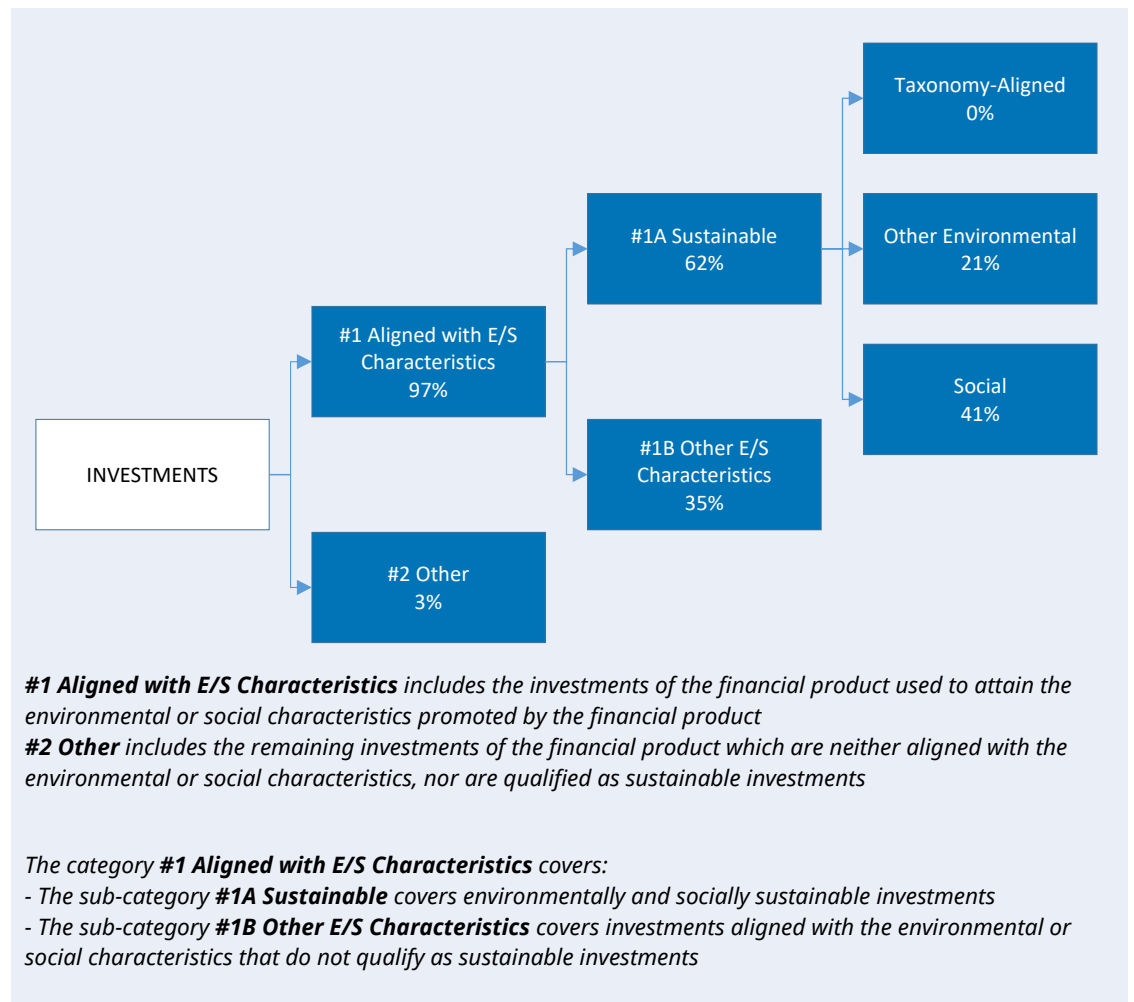 Taxonomy-Aligned
0%
#1A Sustainable
62%
Other Environmental
21%
#1 Aligned with E/S
Characteristics
97%
Social
41%
INVESTMENTS
#1B Other E/S
Characteristics
35%
#2 Other
3%
#1 Aligned with E/S Characteristics includes the investments of the financial product used to attain the
environmental or social characteristics promoted by the financial product
#2 Other includes the remaining investments of the financial product which are neither aligned with the
environmental or social characteristics, nor are qualified as sustainable investments
The category #1 Aligned with E/S Characteristics covers:
- The sub-category #1A Sustainable covers environmentally and socially sustainable investments
- The sub-category #1B Other E/S Characteristics covers investments aligned with the environmental or
social characteristics that do not qualify as sustainable investments